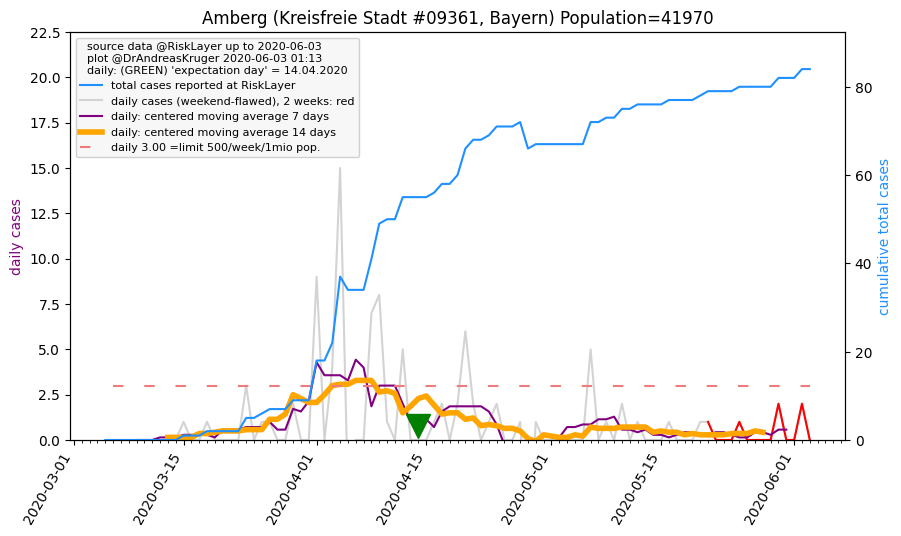 Amberg (Kreisfreie Stadt #09361, Bayern) Population=41970
source data @RiskLayer up to 2020-06-03
plot @DrAndreasKruger 2020-06-03 01:13
daily: (GREEN) 'expectation day' = 14.04.2020
total cases reported at RiskLayer
daily cases (weekend-flawed), 2 weeks: red
daily: centered moving average 7 days
daily: centered moving average 14 days
daily 3.00 =limit 500/week/1mio pop.
daily cases
22.5
20.0
17.5
15.0
12.5
10.0
7.5
5.0
2.5
0.0
cumulative total cases
80
60
40
20
0
2020-03-01
2020-03-15
2020-04-01
2020-04-15
2020-05-01
2020-05-15
2020-06-01